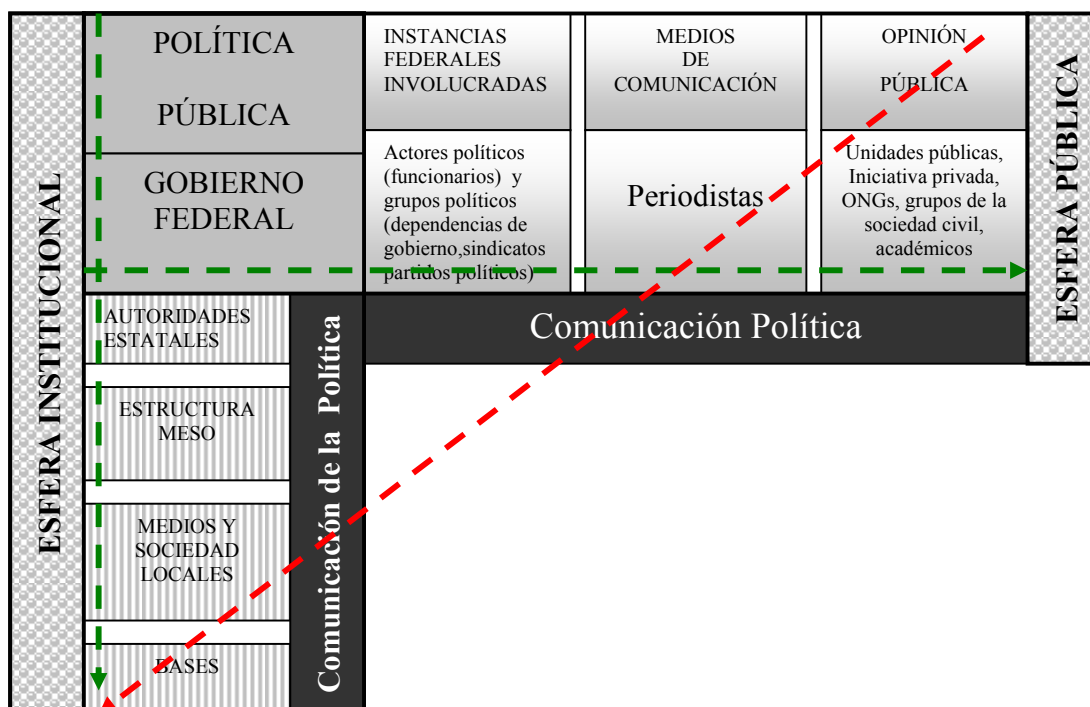 ESFERA INSTITUCIONAL
POLÍTICA
PÚBLICA
GOBIERNO
FEDERAL
INSTANCIAS
FEDERALES
INVOLUCRADAS
Actores políticos
(funcionarios)  y
grupos políticos
(dependencias de
gobierno,sindicatos
partidos políticos)
MEDIOS
DE
COMUNICACIÓN
Periodistas
OPINIÓN
PÚBLICA
Unidades públicas,
Iniciativa privada,
ONGs, grupos de la
sociedad civil,
académicos
ESFERA PÚBLICA
Comunicación Política
AUTORIDADES
ESTATALES
ESTRUCTURA
MESO
MEDIOS Y
SOCIEDAD
LOCALES
BASES
Comunicación de la Política